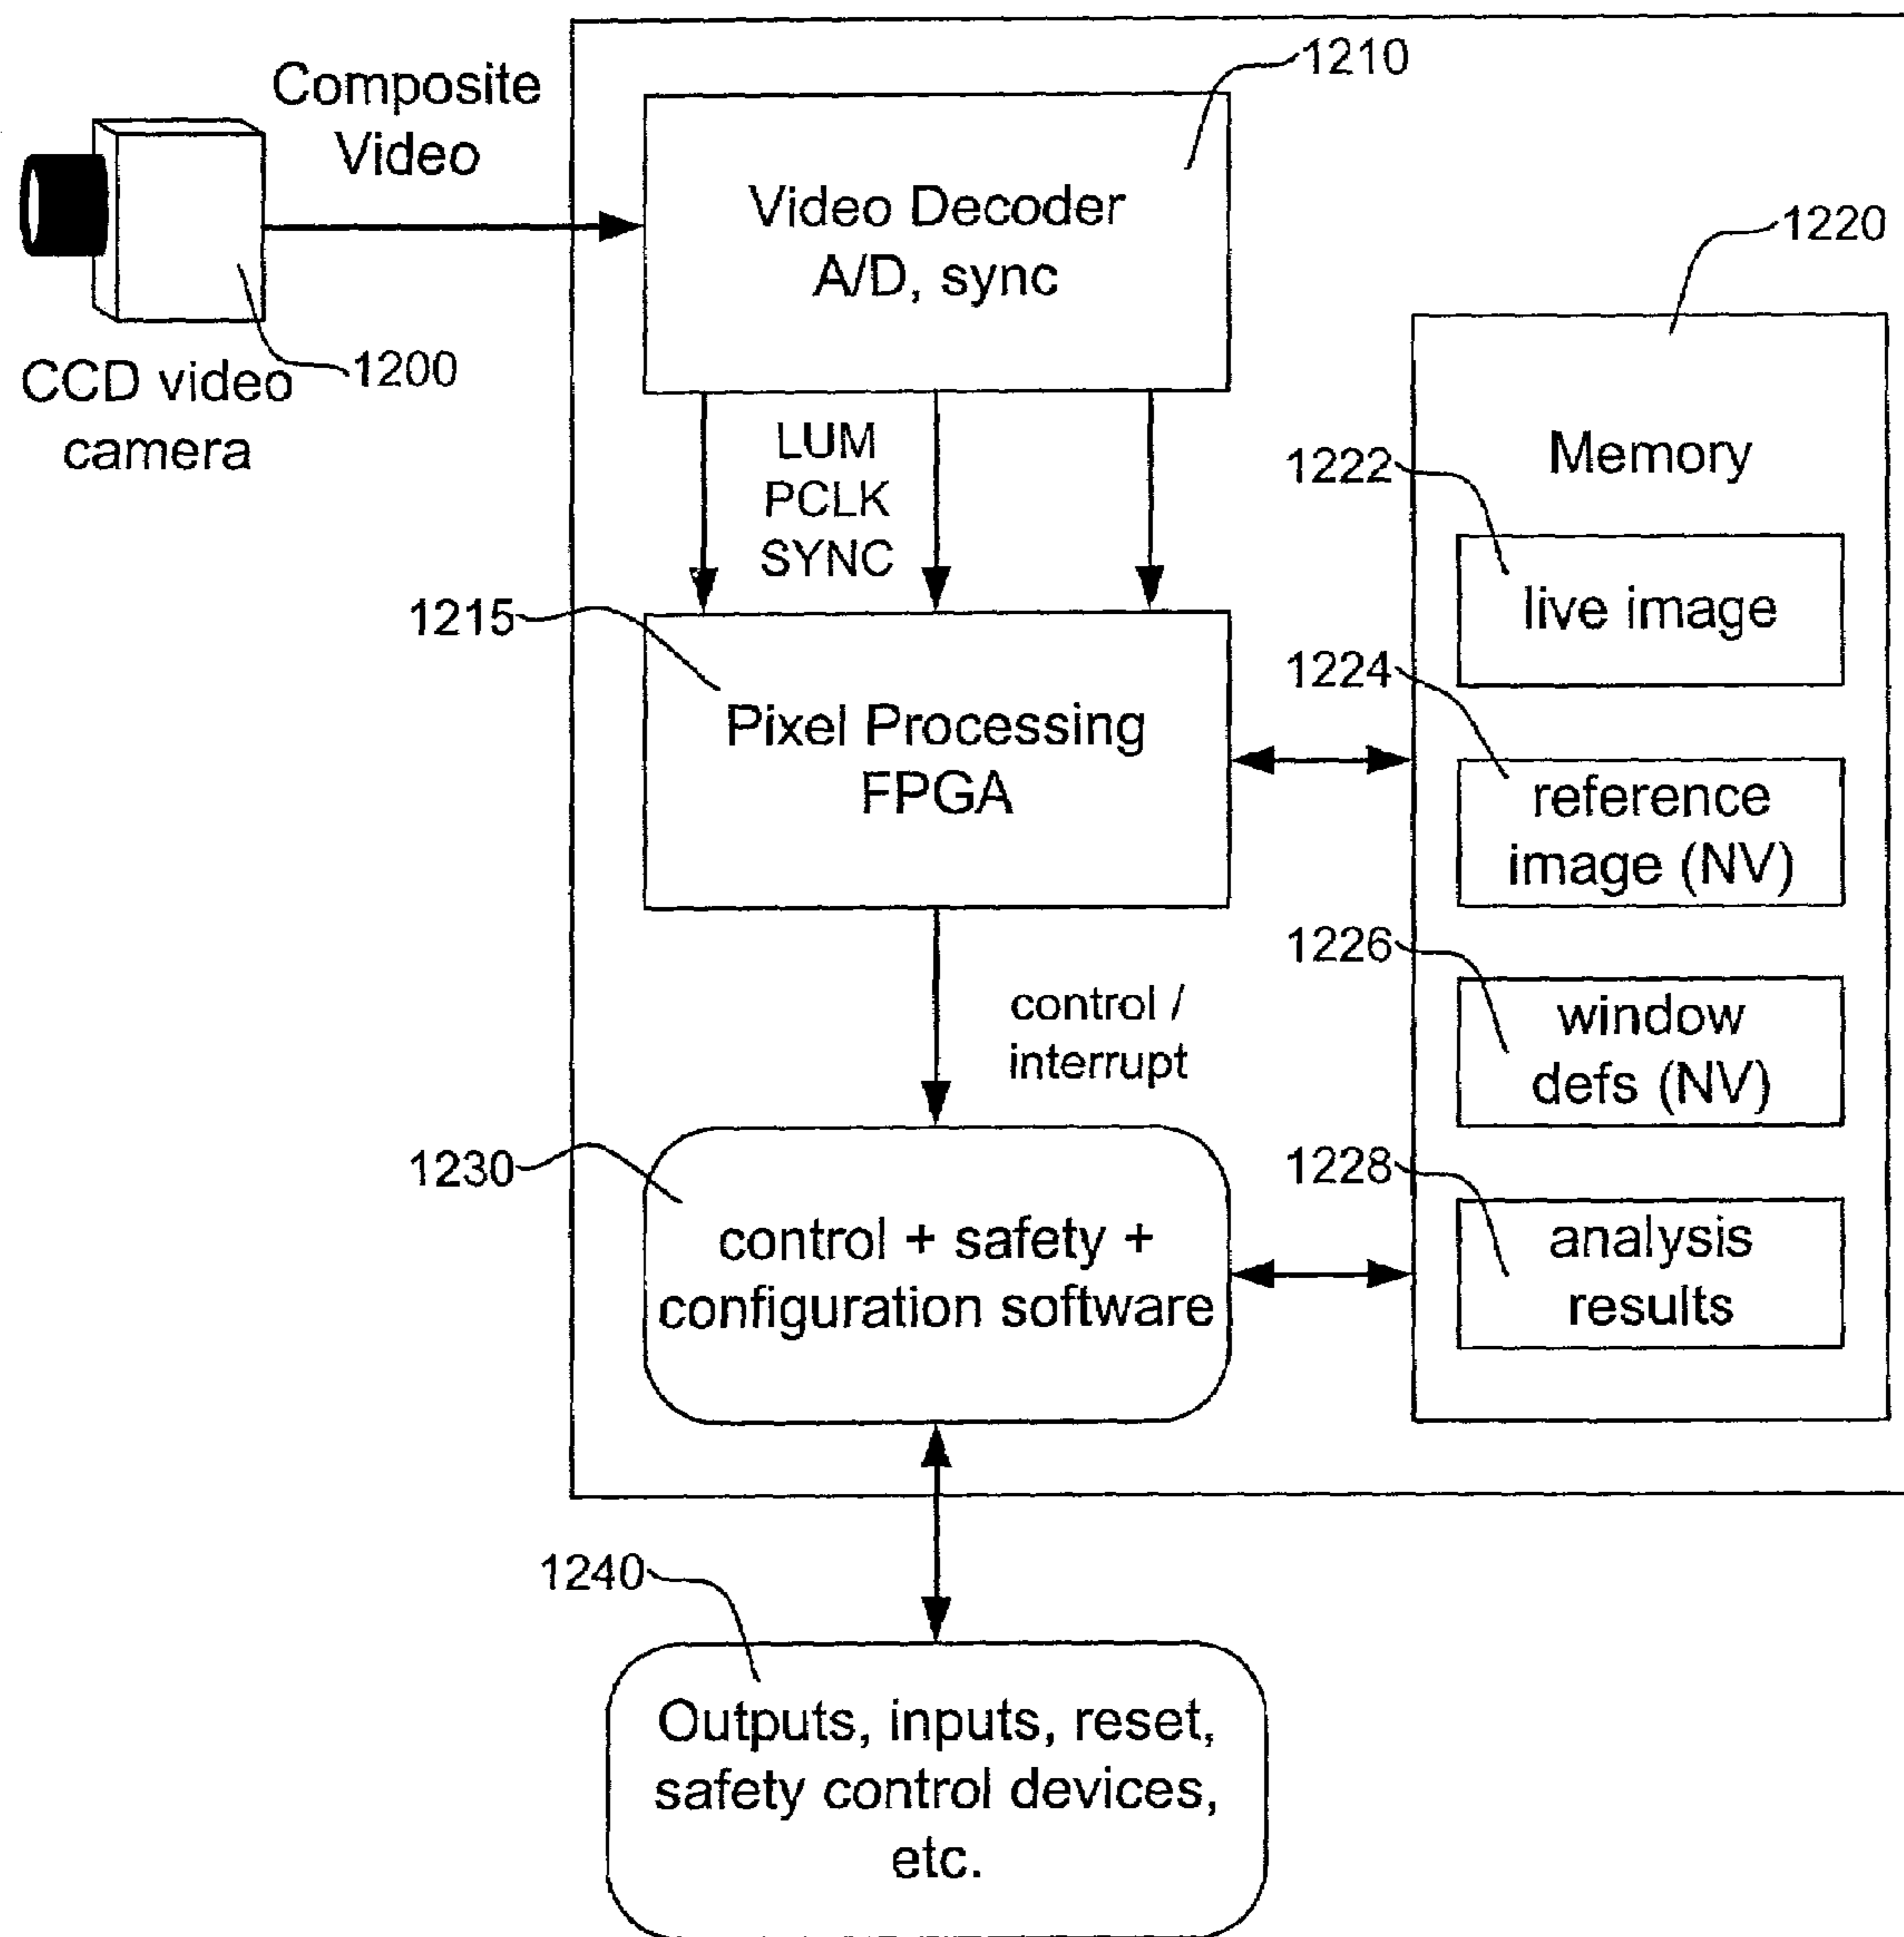 1210
Composite
Video
Video Decoder
A/D, sync
1220
1200
CCD video
camera
LUM
PCLK
SYNC
Memory
1222
live image
1215
1224
Pixel Processing
FPGA
reference
image (NV)
1226
control /
interrupt
window
defs (NV)
1230
1228
control + safety +
configuration software
analysis
results
1240
Outputs, inputs, reset,
safety control devices,
etc.